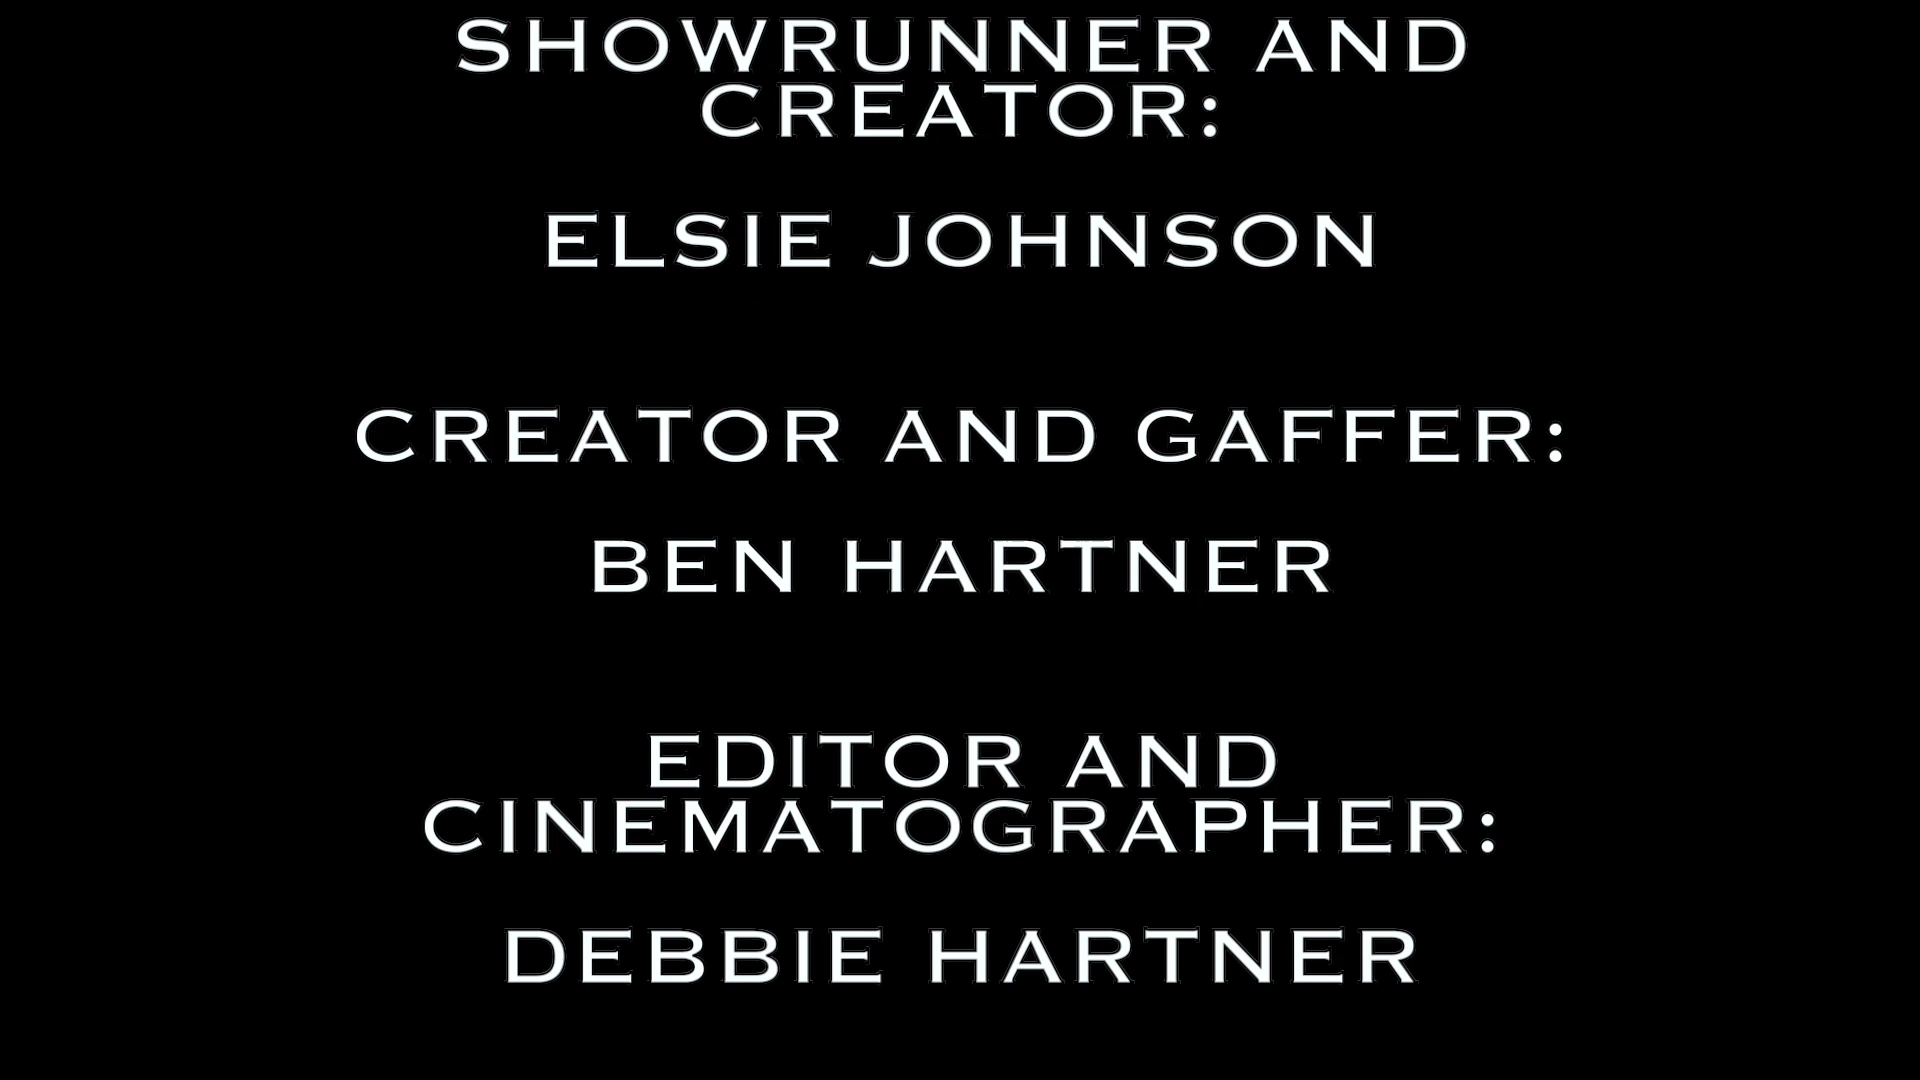 SHOWRUNNER AND
CREATOR:
ELSIE JOHNSON
CREATOR AND GAFFER:
BEN HARTNER
EDITOR AND
CINEMATOGRAPHER:
DEBBIE HARTNER